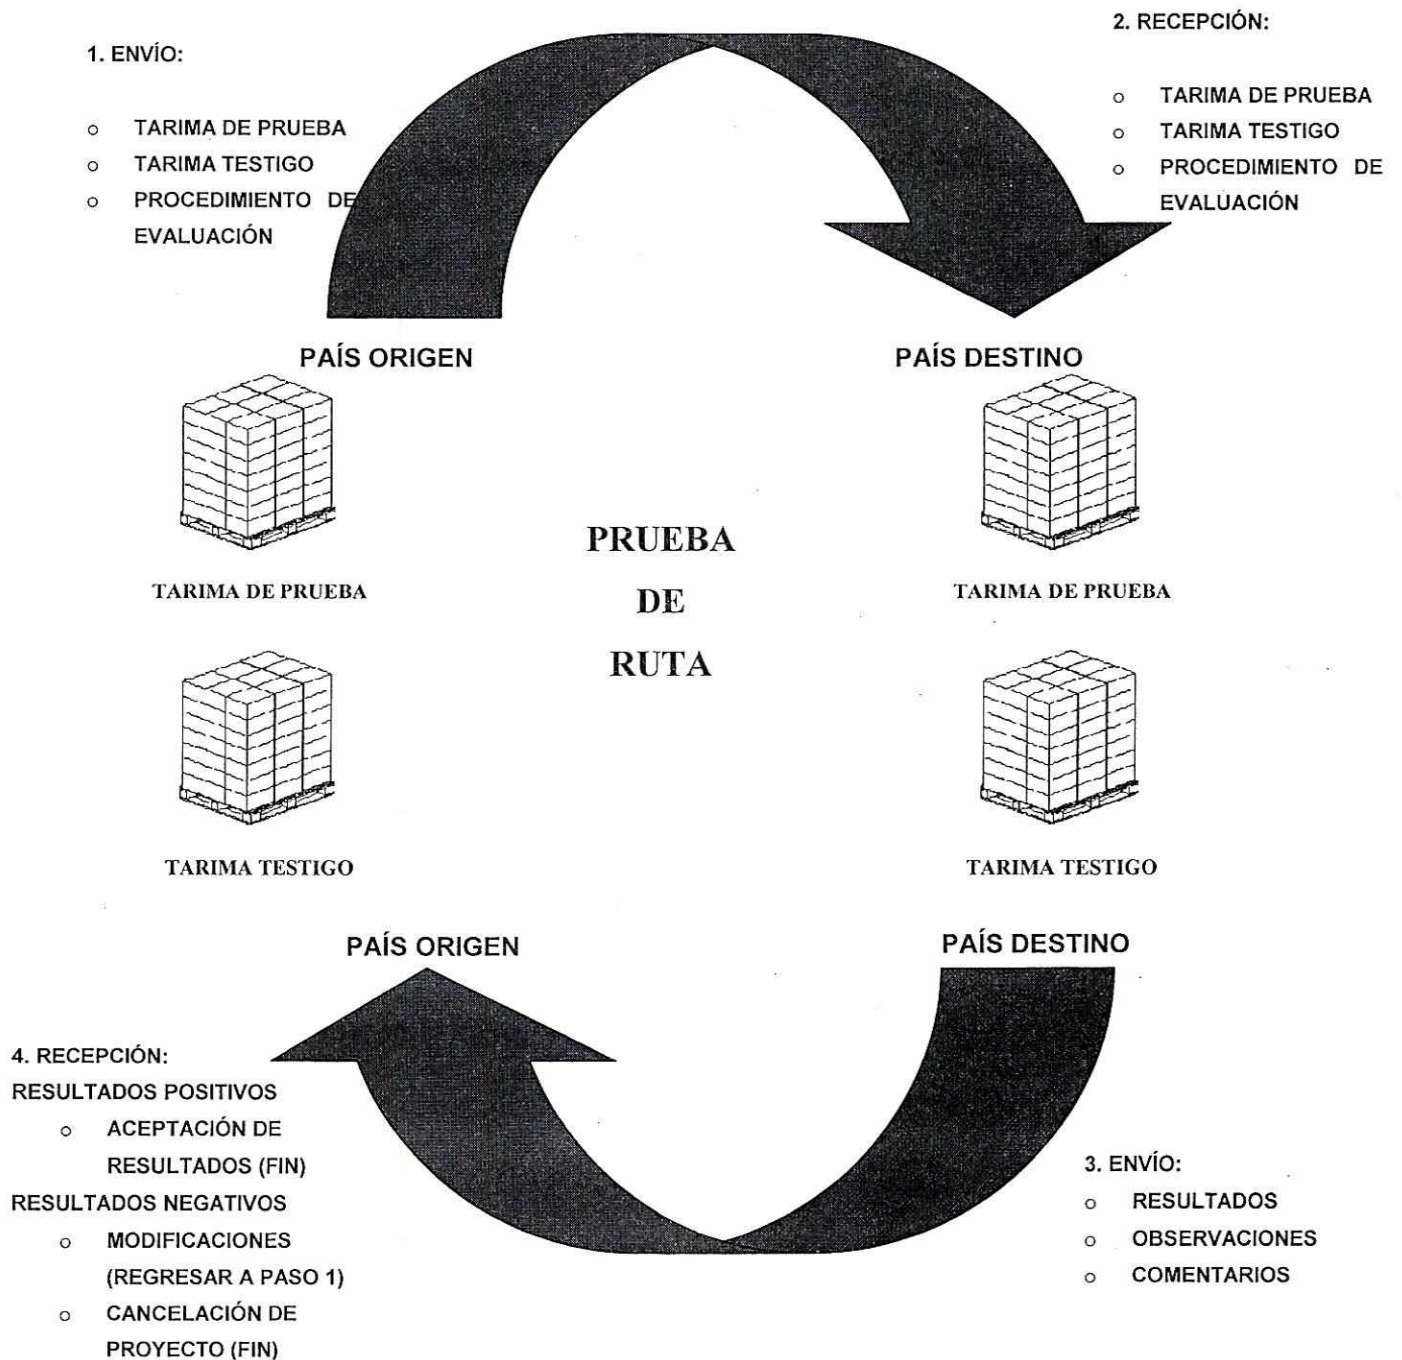 1. ENVÍO:
○ TARIMA DE PRUEBA
○ TARIMA TESTIGO
○ PROCEDIMIENTO DE
EVALUACIÓN
2. RECEPCIÓN:
○ TARIMA DE PRUEBA
○ TARIMA TESTIGO
○ PROCEDIMIENTO DE
EVALUACIÓN
PAÍS ORIGEN
PAÍS DESTINO
TARIMA DE PRUEBA
TARIMA DE PRUEBA
PRUEBA
DE
RUTA
TARIMA TESTIGO
TARIMA TESTIGO
PAÍS ORIGEN
PAÍS DESTINO
3. ENVÍO:
○ RESULTADOS
○ OBSERVACIONES
○ COMENTARIOS
4. RECEPCIÓN:
RESULTADOS POSITIVOS
○ ACEPTACIÓN DE
RESULTADOS (FIN)
RESULTADOS NEGATIVOS
○ MODIFICACIONES
(REGRESAR A PASO 1)
○ CANCELACIÓN DE
PROYECTO (FIN)